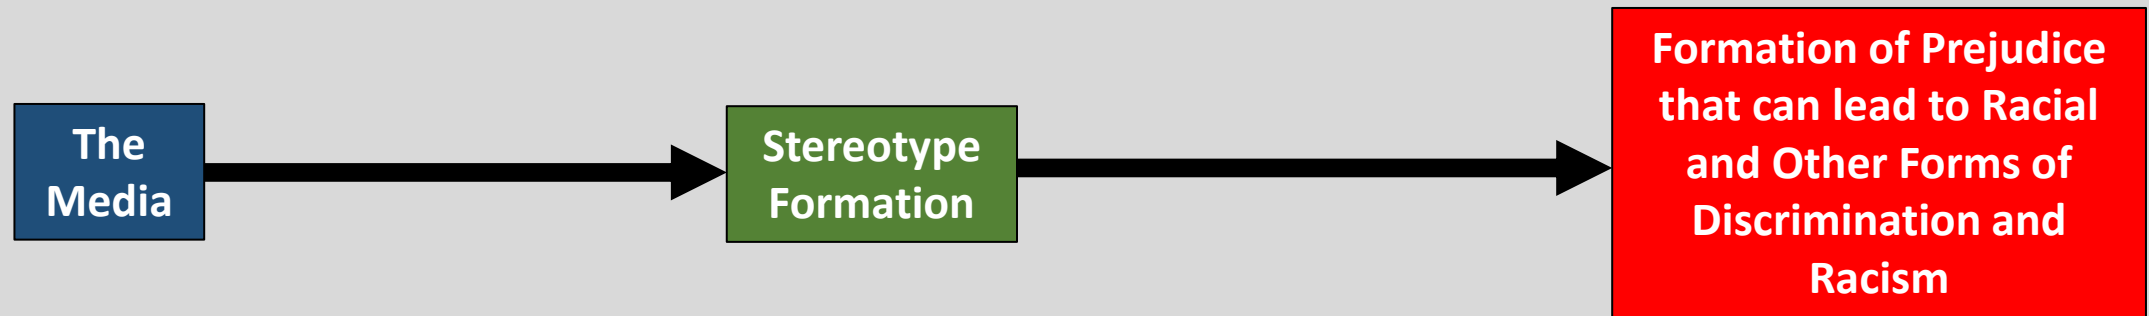 The
Media
Stereotype
Formation
Formation of Prejudice
that can lead to Racial
and Other Forms of
Discrimination and
Racism